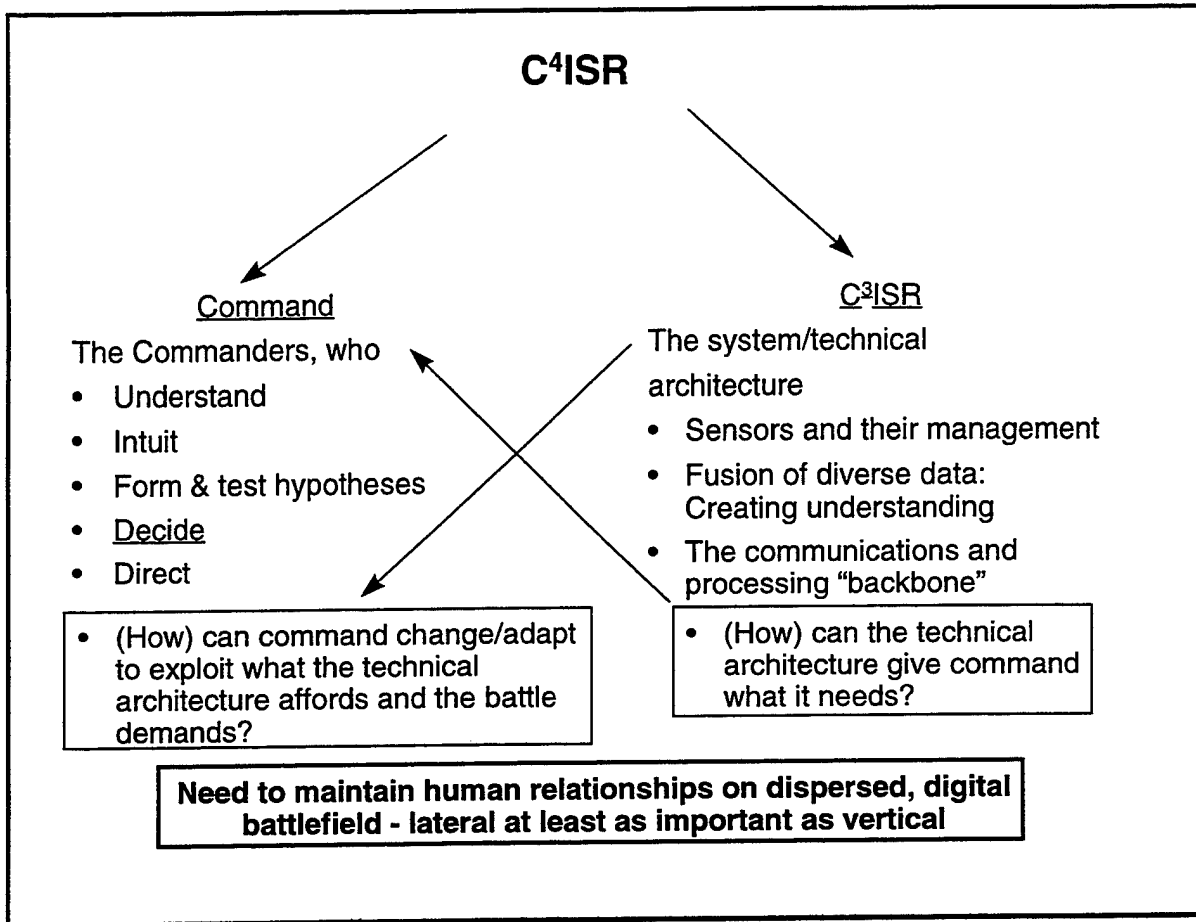 C⁴ISR
Command
The Commanders, who
• Understand
• Intuit
• Form & test hypotheses
• Decide
• Direct
• (How) can command change/adapt
to exploit what the technical
architecture affords and the battle
demands?
C³ISR
The system/technical
architecture
• Sensors and their management
• Fusion of diverse data:
Creating understanding
• The communications and
processing “backbone”
• (How) can the technical
architecture give command
what it needs?
Need to maintain human relationships on dispersed, digital
battlefield - lateral at least as important as vertical